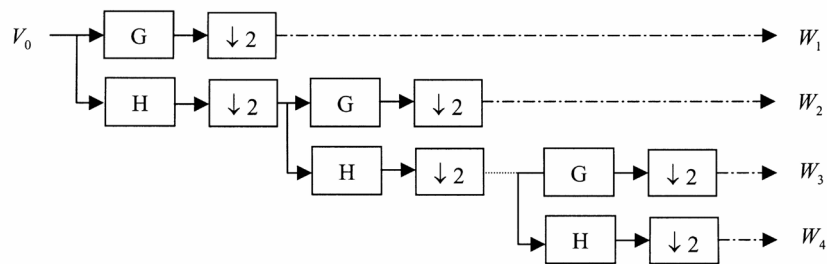 V₀ G ↓ 2 W₁
H ↓ 2 G ↓ 2 W₂
H ↓ 2 G ↓ 2 W₃
H ↓ 2 W₄